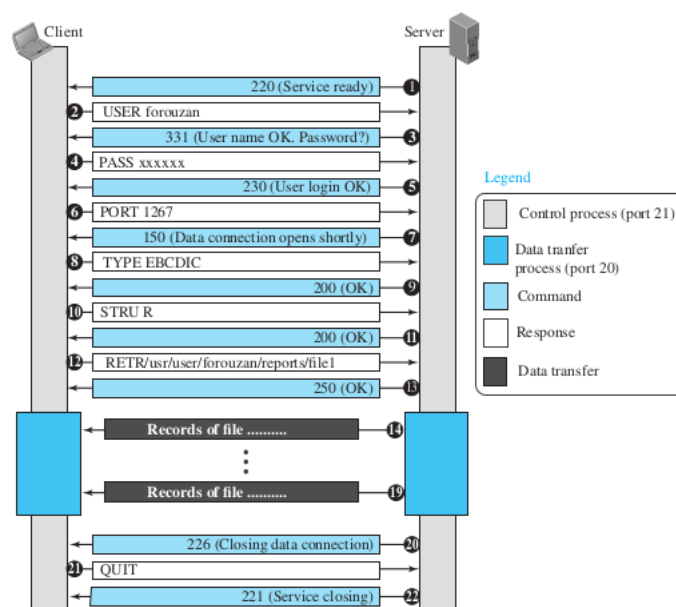 Client
Server
220 (Service ready) 1
2 USER forouzan
331 (User name OK. Password?) 3
4 PASS xxxxxx
230 (User login OK) 5
6 PORT 1267
150 (Data connection opens shortly) 7
8 TYPE EBCDIC
200 (OK) 9
10 STRU R
200 (OK) 11
12 RETR/usr/user/forouzan/reports/file1
250 (OK) 13
Records of file .......... 14
Records of file .......... 19
226 (Closing data connection) 20
21 QUIT
221 (Service closing) 22
Legend
Control process (port 21)
Data tranfer
process (port 20)
Command
Response
Data transfer